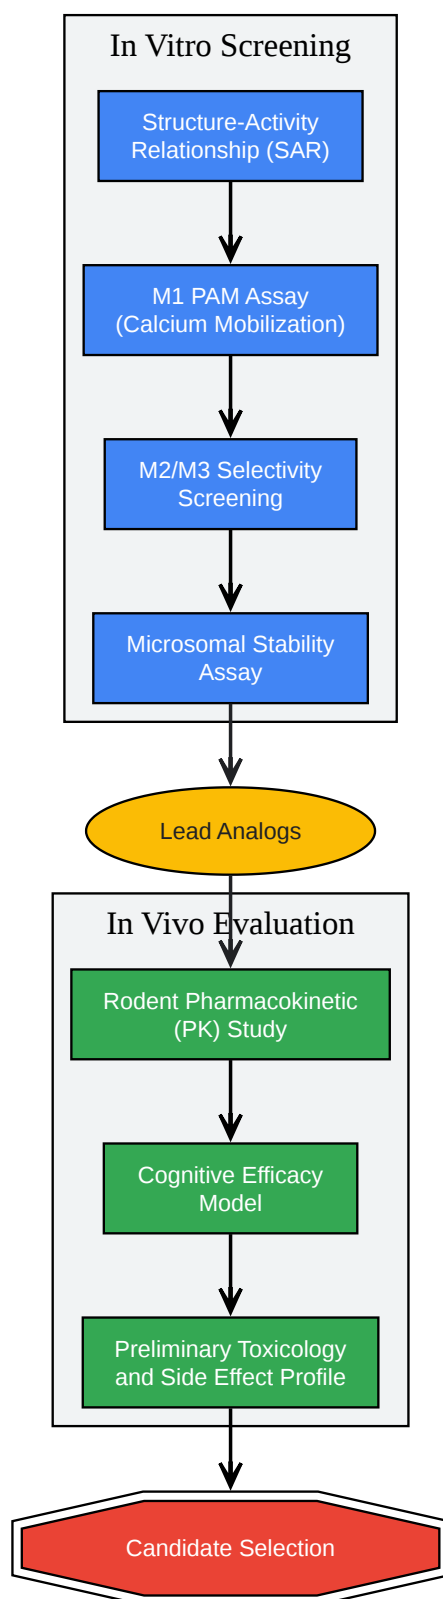 In Vitro Screening
Structure-Activity
Relationship (SAR)
M1 PAM Assay
(Calcium Mobilization)
M2/M3 Selectivity
Screening
Microsomal Stability
Assay
Lead Analogs
In Vivo Evaluation
Rodent Pharmacokinetic
(PK) Study
Cognitive Efficacy
Model
Preliminary Toxicology
and Side Effect Profile
Candidate Selection